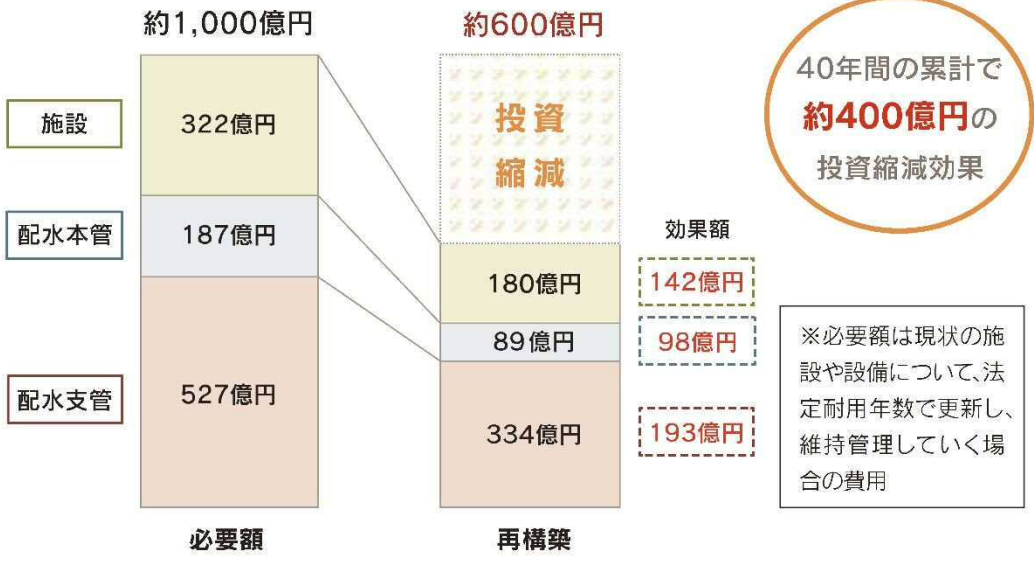 約1,000億円
約600億円
40年間の累計で
約400億円の
投資縮減効果
施設
322億円
投資
縮減
配水本管
187億円
効果額
180億円
142億円
89億円
98億円
配水支管
527億円
334億円
193億円
※必要額は現状の施
設や設備について、法
定耐用年数で更新し、
維持管理していく場
合の費用
必要額
再構築